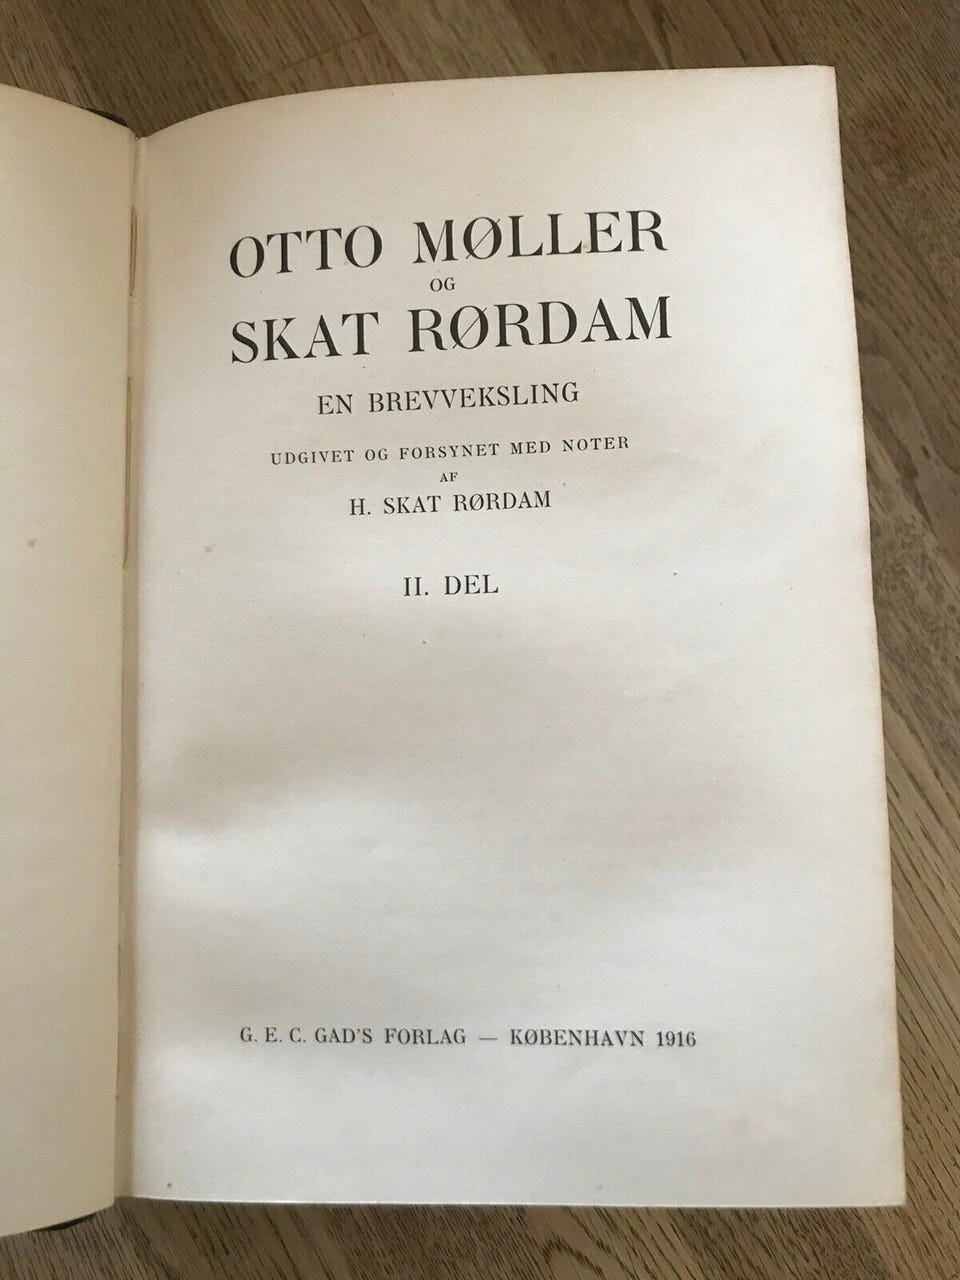 OTTO MØLLER
OG
SKAT RØRDAM
EN BREVVEKSLING
UDGIVET OG FORSYNET MED NOTER
AF
H. SKAT RØRDAM
II. DEL
G. E. C. GAD'S FORLAG — KØBENHAVN 1916